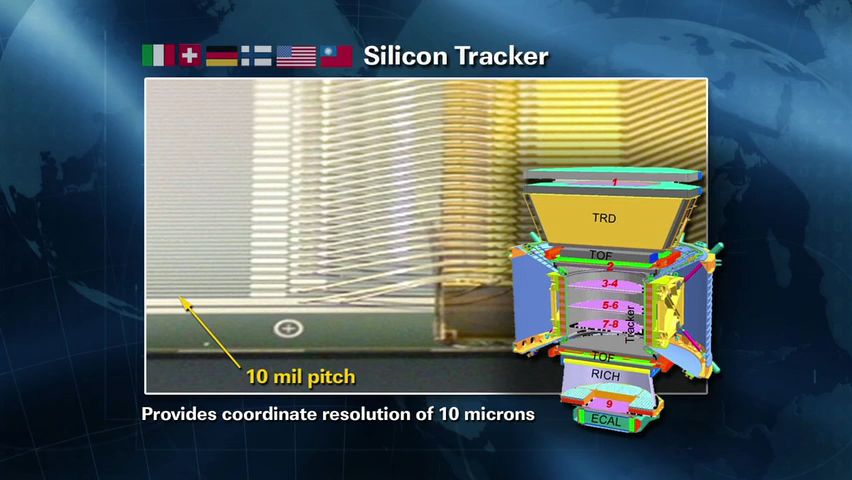 Silicon Tracker
1
TRD
TOF
2
3-4
5-6
7-8
Tracker
TOF
RICH
9
ECAL
10 mil pitch
Provides coordinate resolution of 10 microns